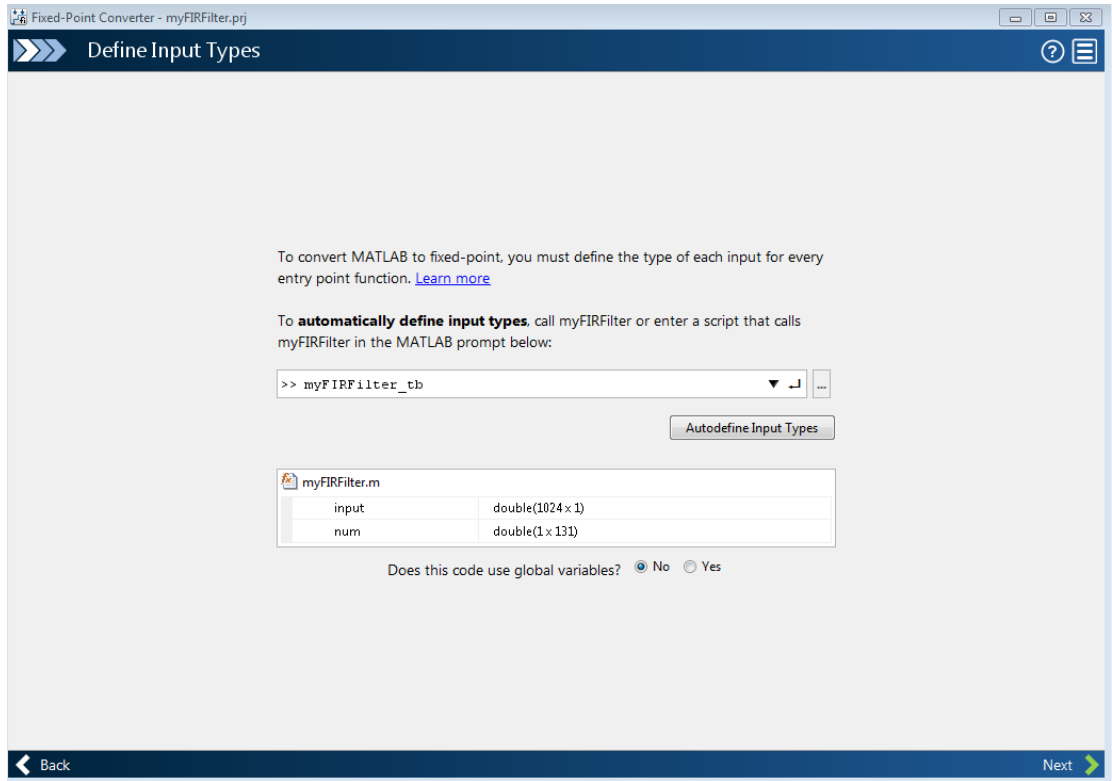 Fixed-Point Converter - myFIRFilter.prj
Define Input Types
To convert MATLAB to fixed-point, you must define the type of each input for every
entry point function. Learn more
To automatically define input types, call myFIRFilter or enter a script that calls
myFIRFilter in the MATLAB prompt below:
>> myFIRFilter_tb
...
Autodefine Input Types
myFIRFilter.m
input double(1024 x 1)
num double(1 x 131)
Does this code use global variables? No Yes
Back Next